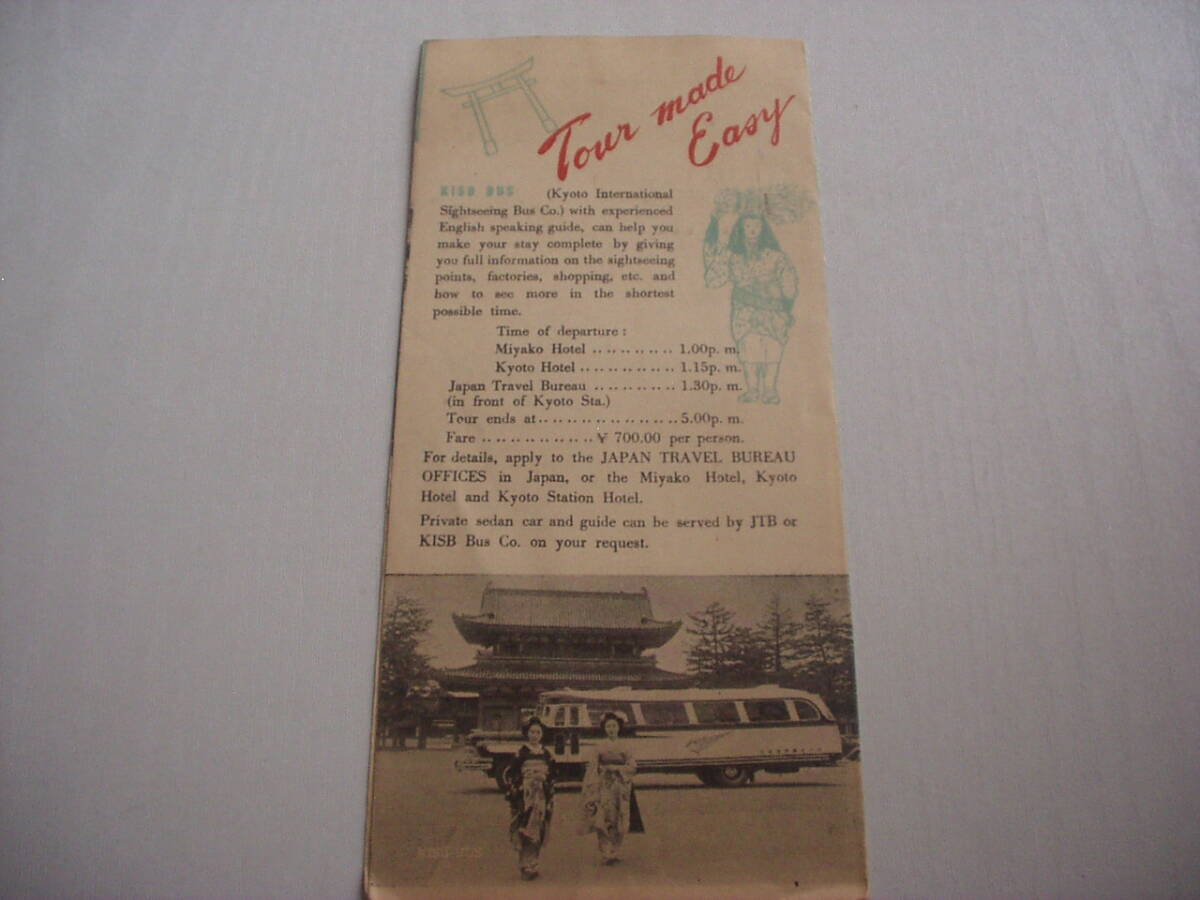 Tour made
Easy
KISB BUS (Kyoto International
Sightseeing Bus Co.) with experienced
English speaking guide, can help you
make your stay complete by giving
you full information on the sightseeing
points, factories, shopping, etc. and
how to see more in the shortest
possible time.
Time of departure :
Miyako Hotel .. .. .. .. .. .. 1.00p. m.
Kyoto Hotel .. .. .. .. .. .. .. 1.15p. m.
Japan Travel Bureau .. .. .. .. .. .. 1.30p. m.
(in front of Kyoto Sta.)
Tour ends at.. .. .. .. .. .. .. .. .. ..5.00p. m.
Fare .. .. .. .. .. .. .. ..¥ 700.00 per person.
For details, apply to the JAPAN TRAVEL BUREAU
OFFICES in Japan, or the Miyako Hotel, Kyoto
Hotel and Kyoto Station Hotel.
Private sedan car and guide can be served by JTB or
KISB Bus Co. on your request.
KISB BUS